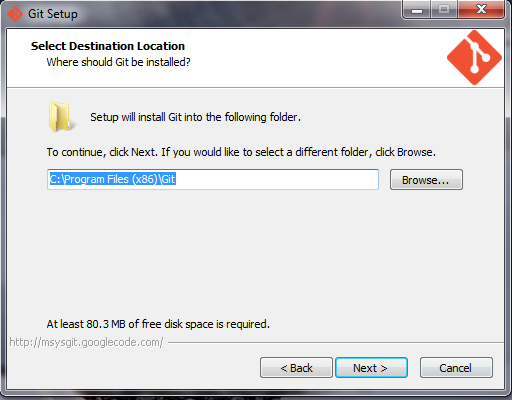 Git Setup
Select Destination Location
Where should Git be installed?
Setup will install Git into the following folder.
To continue, click Next. If you would like to select a different folder, click Browse.
C:\Program Files (x86)\Git
Browse...
At least 80.3 MB of free disk space is required.
http://msysgit.googlecode.com/
< Back
Next >
Cancel